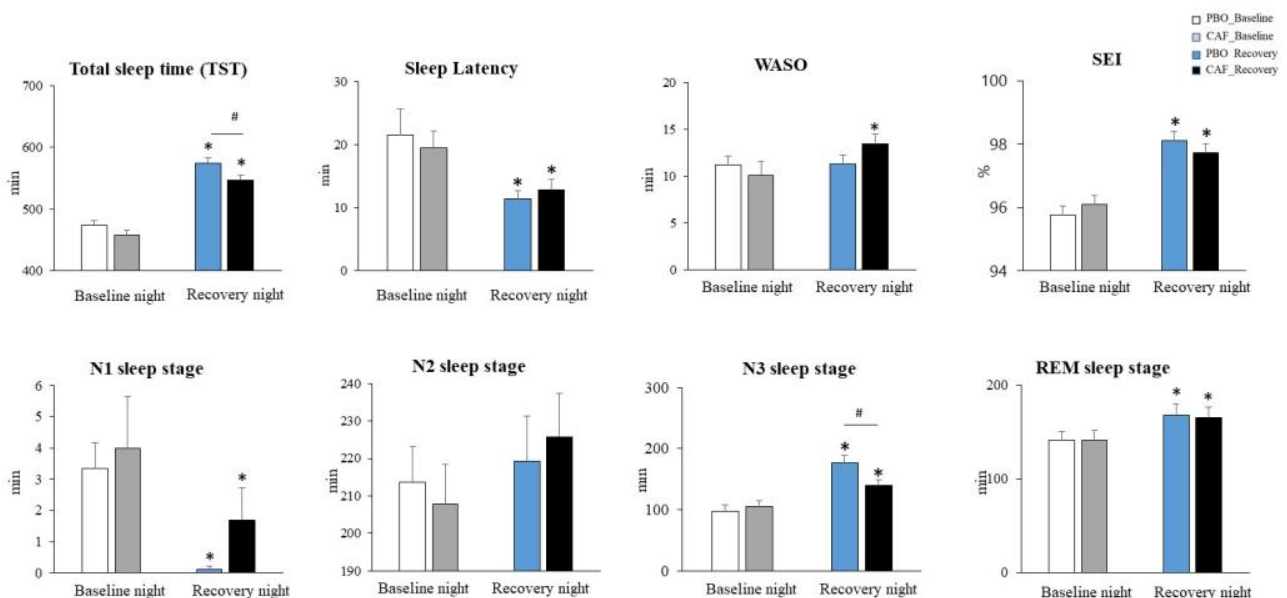 PBO_Baseline
CAF_Baseline
PBO Recovery
CAF_Recovery
Total sleep time (TST)
700
600
500
400
min
*
#
*
Baseline night
Recovery night
Sleep Latency
30
20
10
0
min
*
*
Baseline night
Recovery night
WASO
20
15
10
5
0
min
*
Baseline night
Recovery night
SEI
100
98
96
94
%
*
*
Baseline night
Recovery night
N1 sleep stage
6
5
4
3
2
1
0
min
*
*
Baseline night
Recovery night
N2 sleep stage
240
230
220
210
200
190
min
Baseline night
Recovery night
N3 sleep stage
300
200
100
0
min
*
#
*
Baseline night
Recovery night
REM sleep stage
200
100
0
min
*
*
Baseline night
Recovery night